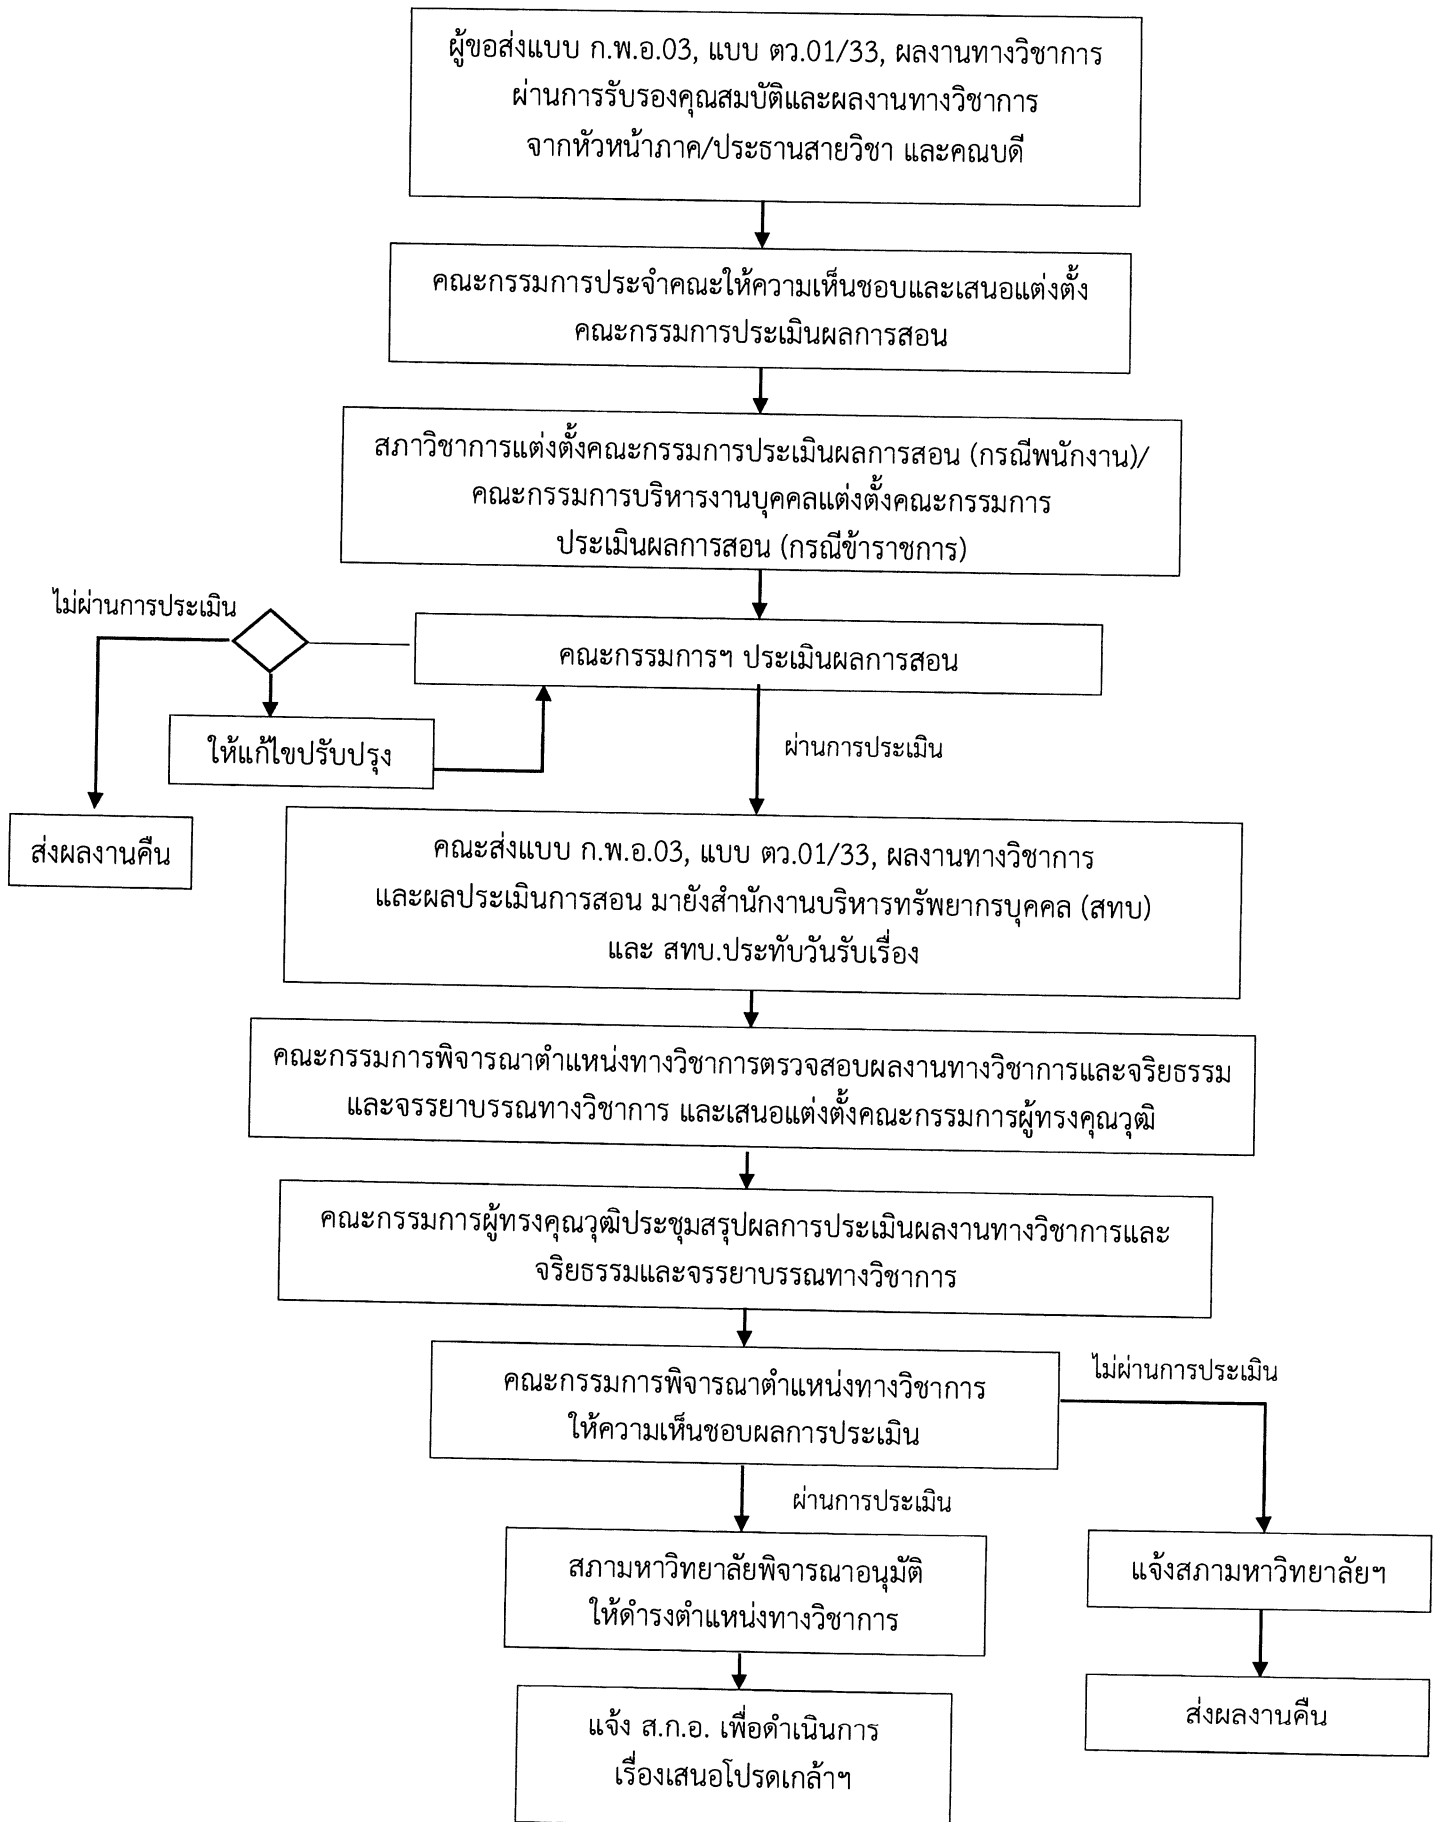 ผู้ขอส่งแบบ ก.พ.อ.03, แบบ ตว.01/33, ผลงานทางวิชาการ
ผ่านการรับรองคุณสมบัติและผลงานทางวิชาการ
จากหัวหน้าภาค/ประธานสายวิชา และคณบดี
คณะกรรมการประจำคณะให้ความเห็นชอบและเสนอแต่งตั้ง
คณะกรรมการประเมินผลการสอน
สภาวิชาการแต่งตั้งคณะกรรมการประเมินผลการสอน (กรณีพนักงาน)/
คณะกรรมการบริหารงานบุคคลแต่งตั้งคณะกรรมการ
ประเมินผลการสอน (กรณีข้าราชการ)
ไม่ผ่านการประเมิน
คณะกรรมการฯ ประเมินผลการสอน
ให้แก้ไขปรับปรุง
ผ่านการประเมิน
ส่งผลงานคืน
คณะส่งแบบ ก.พ.อ.03, แบบ ตว.01/33, ผลงานทางวิชาการ
และผลประเมินการสอน มายังสำนักงานบริหารทรัพยากรบุคคล (สทบ)
และ สทบ.ประทับวันรับเรื่อง
คณะกรรมการพิจารณาตำแหน่งทางวิชาการตรวจสอบผลงานทางวิชาการและจริยธรรม
และจรรยาบรรณทางวิชาการ และเสนอแต่งตั้งคณะกรรมการผู้ทรงคุณวุฒิ
คณะกรรมการผู้ทรงคุณวุฒิประชุมสรุปผลการประเมินผลงานทางวิชาการและ
จริยธรรมและจรรยาบรรณทางวิชาการ
คณะกรรมการพิจารณาตำแหน่งทางวิชาการ
ให้ความเห็นชอบผลการประเมิน
ไม่ผ่านการประเมิน
ผ่านการประเมิน
สภามหาวิทยาลัยพิจารณาอนุมัติ
ให้ดำรงตำแหน่งทางวิชาการ
แจ้งสภามหาวิทยาลัยฯ
แจ้ง ส.ก.อ. เพื่อดำเนินการ
เรื่องเสนอโปรดเกล้าฯ
ส่งผลงานคืน